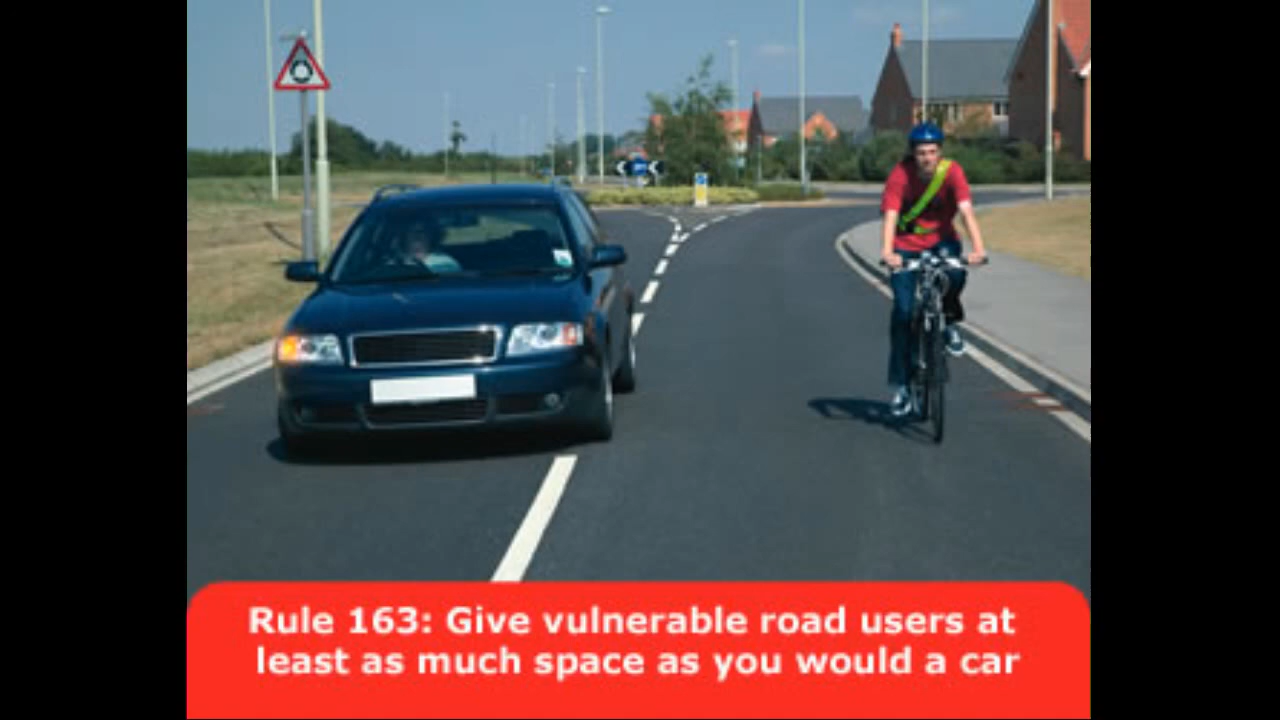 Rule 163: Give vulnerable road users at
least as much space as you would a car